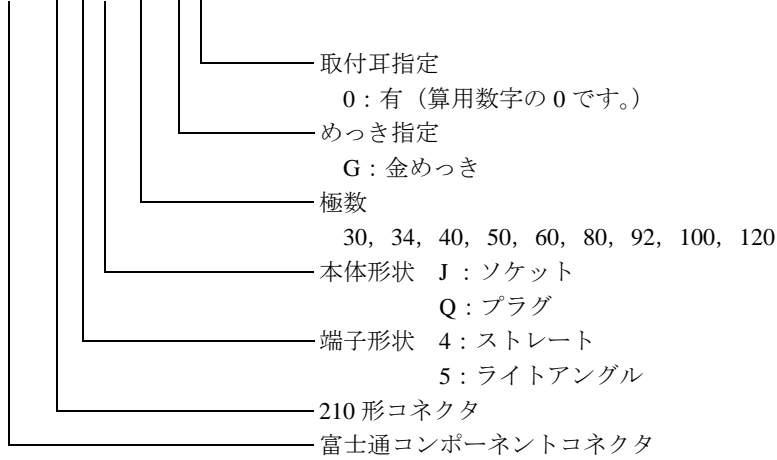 取付耳指定
0：有（算用数字の 0 です。）
めっき指定
G：金めっき
極数
30，34，40，50，60，80，92，100，120
本体形状　J：ソケット
Q：プラグ
端子形状　4：ストレート
5：ライトアングル
210 形コネクタ
富士通コンポーネントコネクタ